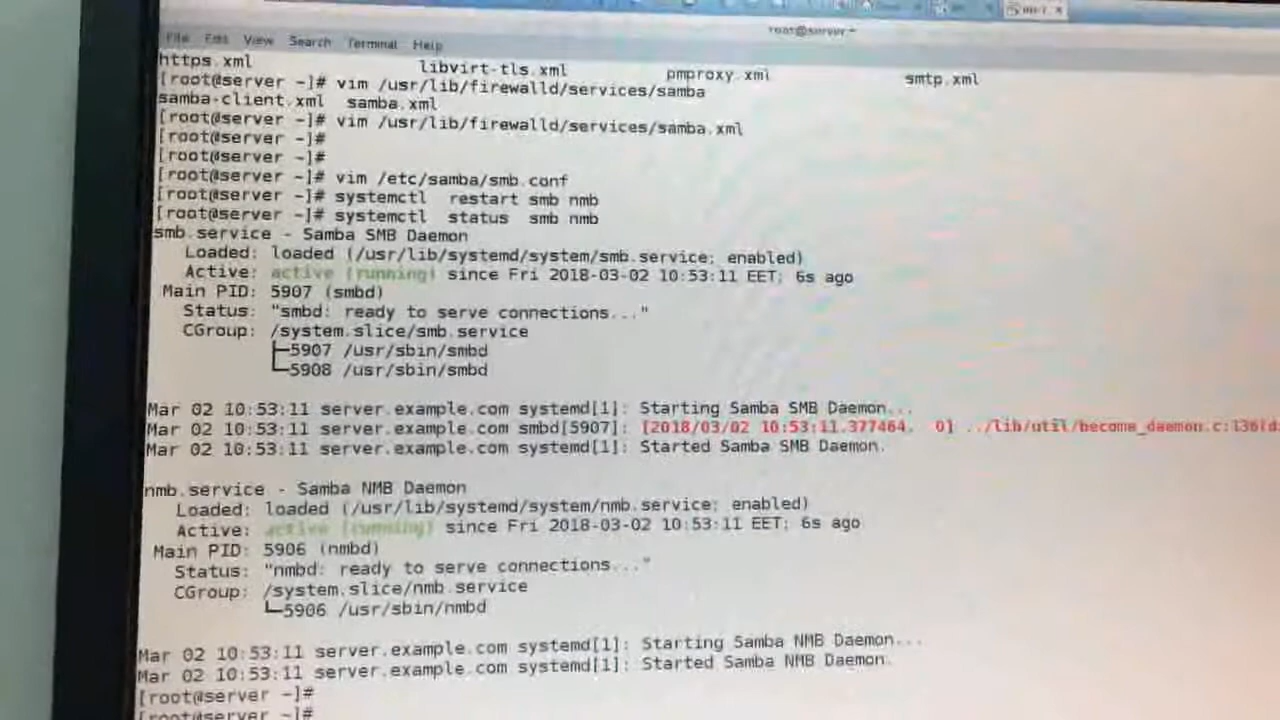 root@server:~
File Edit View Search Terminal Help
https.xml libvirt-tls.xml pmproxy.xml smtp.xml
[root@server ~]# vim /usr/lib/firewalld/services/samba
samba-client.xml samba.xml
[root@server ~]# vim /usr/lib/firewalld/services/samba.xml
[root@server ~]#
[root@server ~]#
[root@server ~]# vim /etc/samba/smb.conf
[root@server ~]# systemctl restart smb nmb
[root@server ~]# systemctl status smb nmb
smb.service - Samba SMB Daemon
Loaded: loaded (/usr/lib/systemd/system/smb.service; enabled)
Active: active (running) since Fri 2018-03-02 10:53:11 EET; 6s ago
Main PID: 5907 (smbd)
Status: "smbd: ready to serve connections..."
CGroup: /system.slice/smb.service
├─5907 /usr/sbin/smbd
└─5908 /usr/sbin/smbd
Mar 02 10:53:11 server.example.com systemd[1]: Starting Samba SMB Daemon...
Mar 02 10:53:11 server.example.com smbd[5907]: [2018/03/02 10:53:11.377464, 0] ../lib/util/become_daemon.c:136(d
Mar 02 10:53:11 server.example.com systemd[1]: Started Samba SMB Daemon.
nmb.service - Samba NMB Daemon
Loaded: loaded (/usr/lib/systemd/system/nmb.service; enabled)
Active: active (running) since Fri 2018-03-02 10:53:11 EET; 6s ago
Main PID: 5906 (nmbd)
Status: "nmbd: ready to serve connections..."
CGroup: /system.slice/nmb.service
└─5906 /usr/sbin/nmbd
Mar 02 10:53:11 server.example.com systemd[1]: Starting Samba NMB Daemon...
Mar 02 10:53:11 server.example.com systemd[1]: Started Samba NMB Daemon.
[root@server ~]#
[root@server ~]#